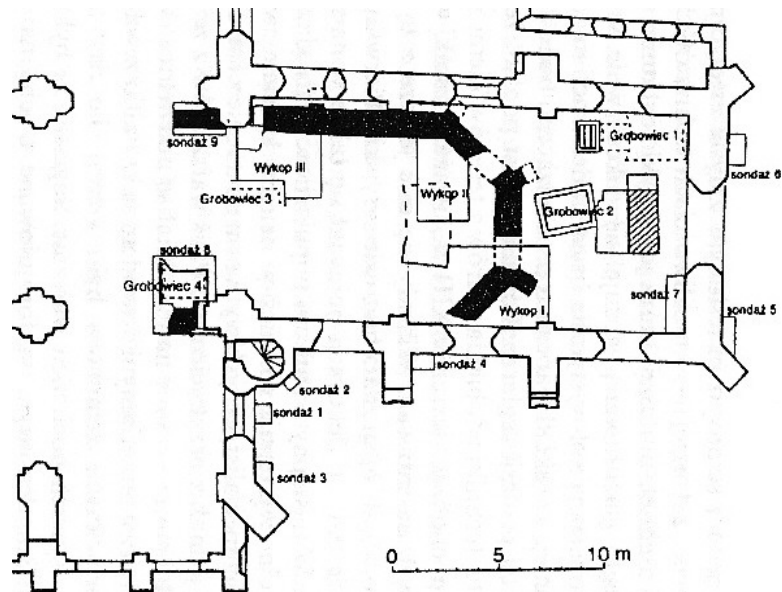 sondaż 9
Wykop III
Grobowiec 3
Wykop II
Grobowiec 1
sondaż 6
Grobowiec 2
sondaż 8
Grobowiec 4
sondaż 7
sondaż 5
Wykop I
sondaż 4
sondaż 2
sondaż 1
sondaż 3
0 5 10 m